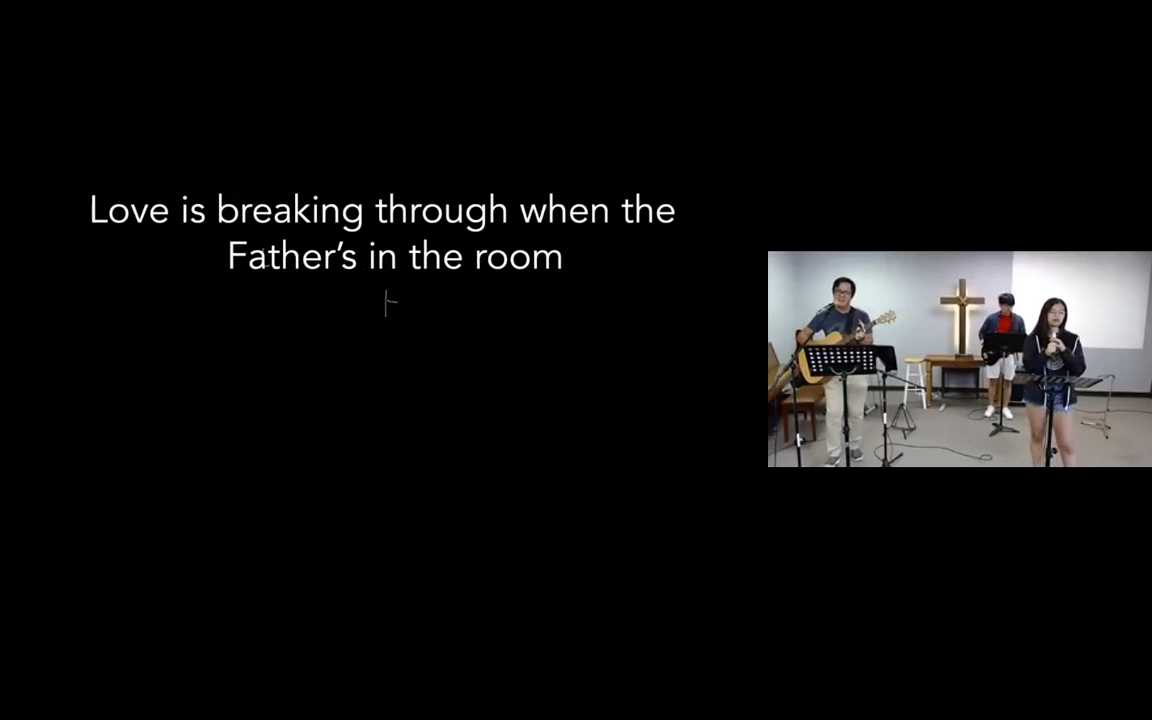 Love is breaking through when the
Father’s in the room